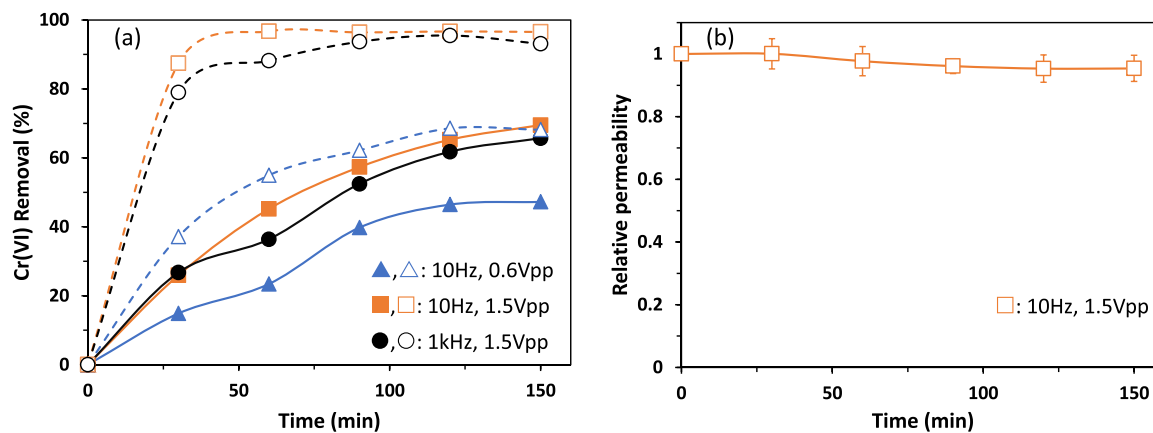 (a)
Cr(VI) Removal (%)
100
80
60
40
20
0
▲,△: 10Hz, 0.6Vpp
■,□: 10Hz, 1.5Vpp
●,○: 1kHz, 1.5Vpp
0 50 100 150
Time (min)
(b)
Relative permeability
1
0.8
0.6
0.4
0.2
0
□: 10Hz, 1.5Vpp
0 50 100 150
Time (min)